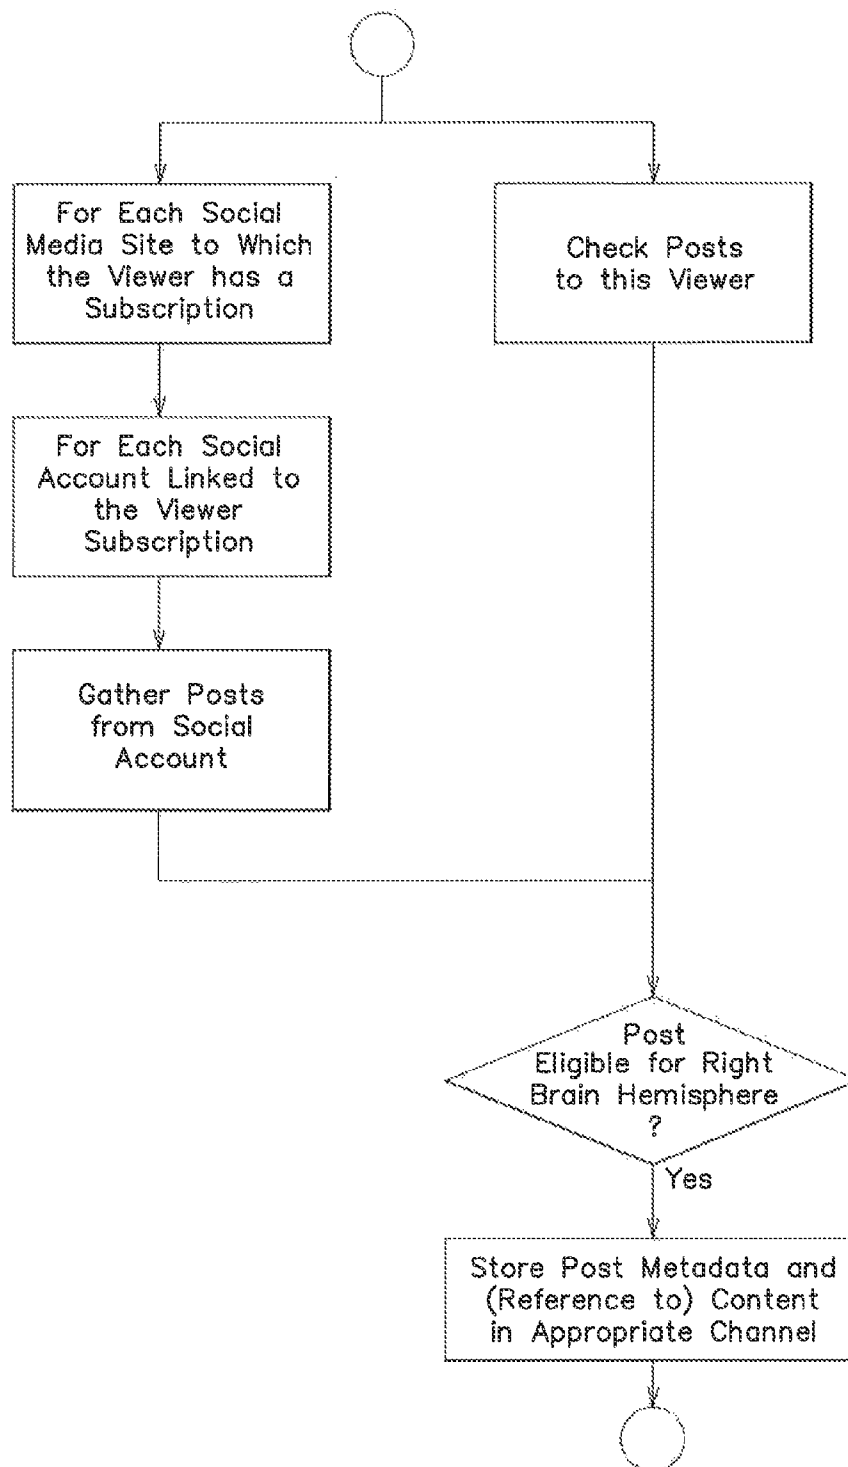 For Each Social
Media Site to Which
the Viewer has a
Subscription
Check Posts
to this Viewer
For Each Social
Account Linked to
the Viewer
Subscription
Gather Posts
from Social
Account
Post
Eligible for Right
Brain Hemisphere
?
Yes
Store Post Metadata and
(Reference to) Content
in Appropriate Channel